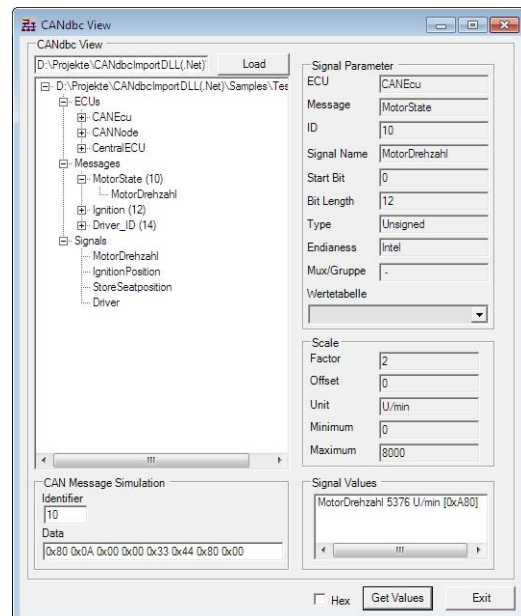 CANdbc View
CANdbc View
D:\Projekte\CANdbcImportDLL(.Net)\
Load
D:\Projekte\CANdbcImportDLL(.Net)\Samples\Tes
ECUs
CANEcu
CANNode
CentralECU
Messages
MotorState (10)
MotorDrehzahl
Ignition (12)
Driver_ID (14)
Signals
MotorDrehzahl
IgnitionPosition
StoreSeatposition
Driver
Signal Parameter
ECU CANEcu
Message MotorState
ID 10
Signal Name MotorDrehzahl
Start Bit 0
Bit Length 12
Type Unsigned
Endianess Intel
Mux/Gruppe -
Wertetabelle
Scale
Factor 2
Offset 0
Unit U/min
Minimum 0
Maximum 8000
CAN Message Simulation
Identifier
10
Data
0x80 0x0A 0x00 0x00 0x33 0x44 0x80 0x00
Signal Values
MotorDrehzahl 5376 U/min [0xA80]
Hex
Get Values
Exit